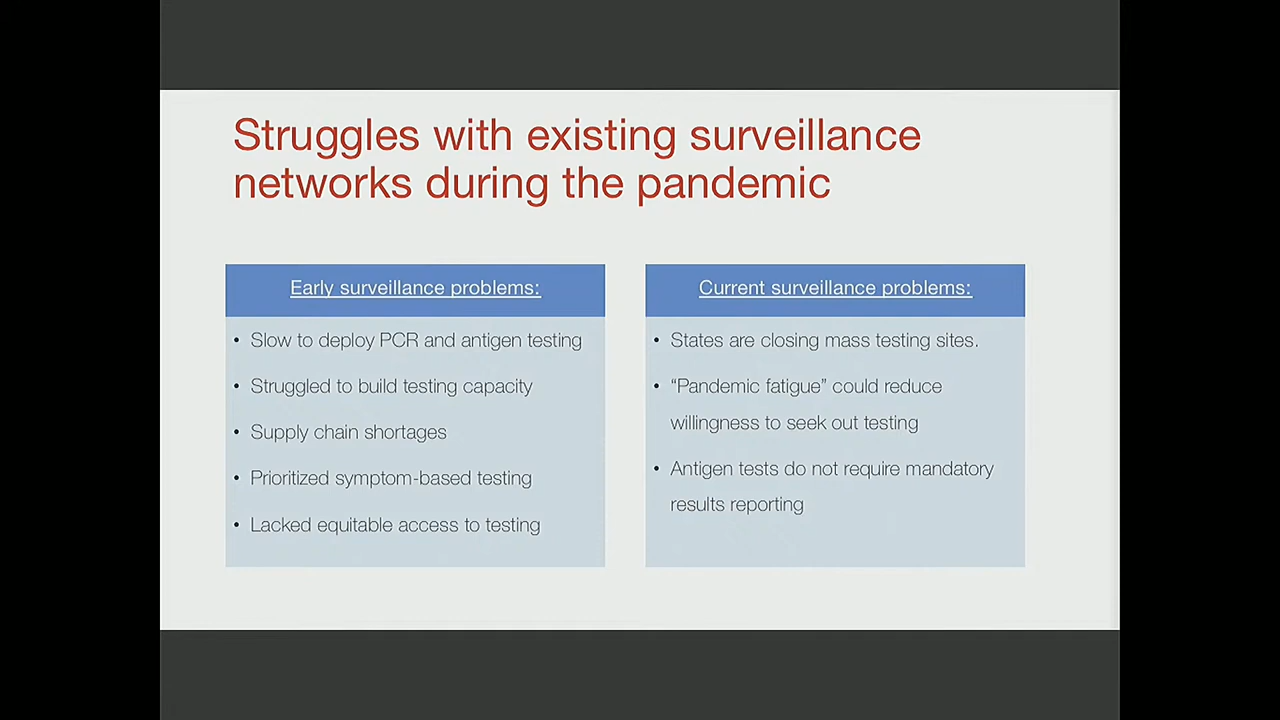 Struggles with existing surveillance
networks during the pandemic
Early surveillance problems:
• Slow to deploy PCR and antigen testing
• Struggled to build testing capacity
• Supply chain shortages
• Prioritized symptom-based testing
• Lacked equitable access to testing
Current surveillance problems:
• States are closing mass testing sites.
• “Pandemic fatigue” could reduce
willingness to seek out testing
• Antigen tests do not require mandatory
results reporting